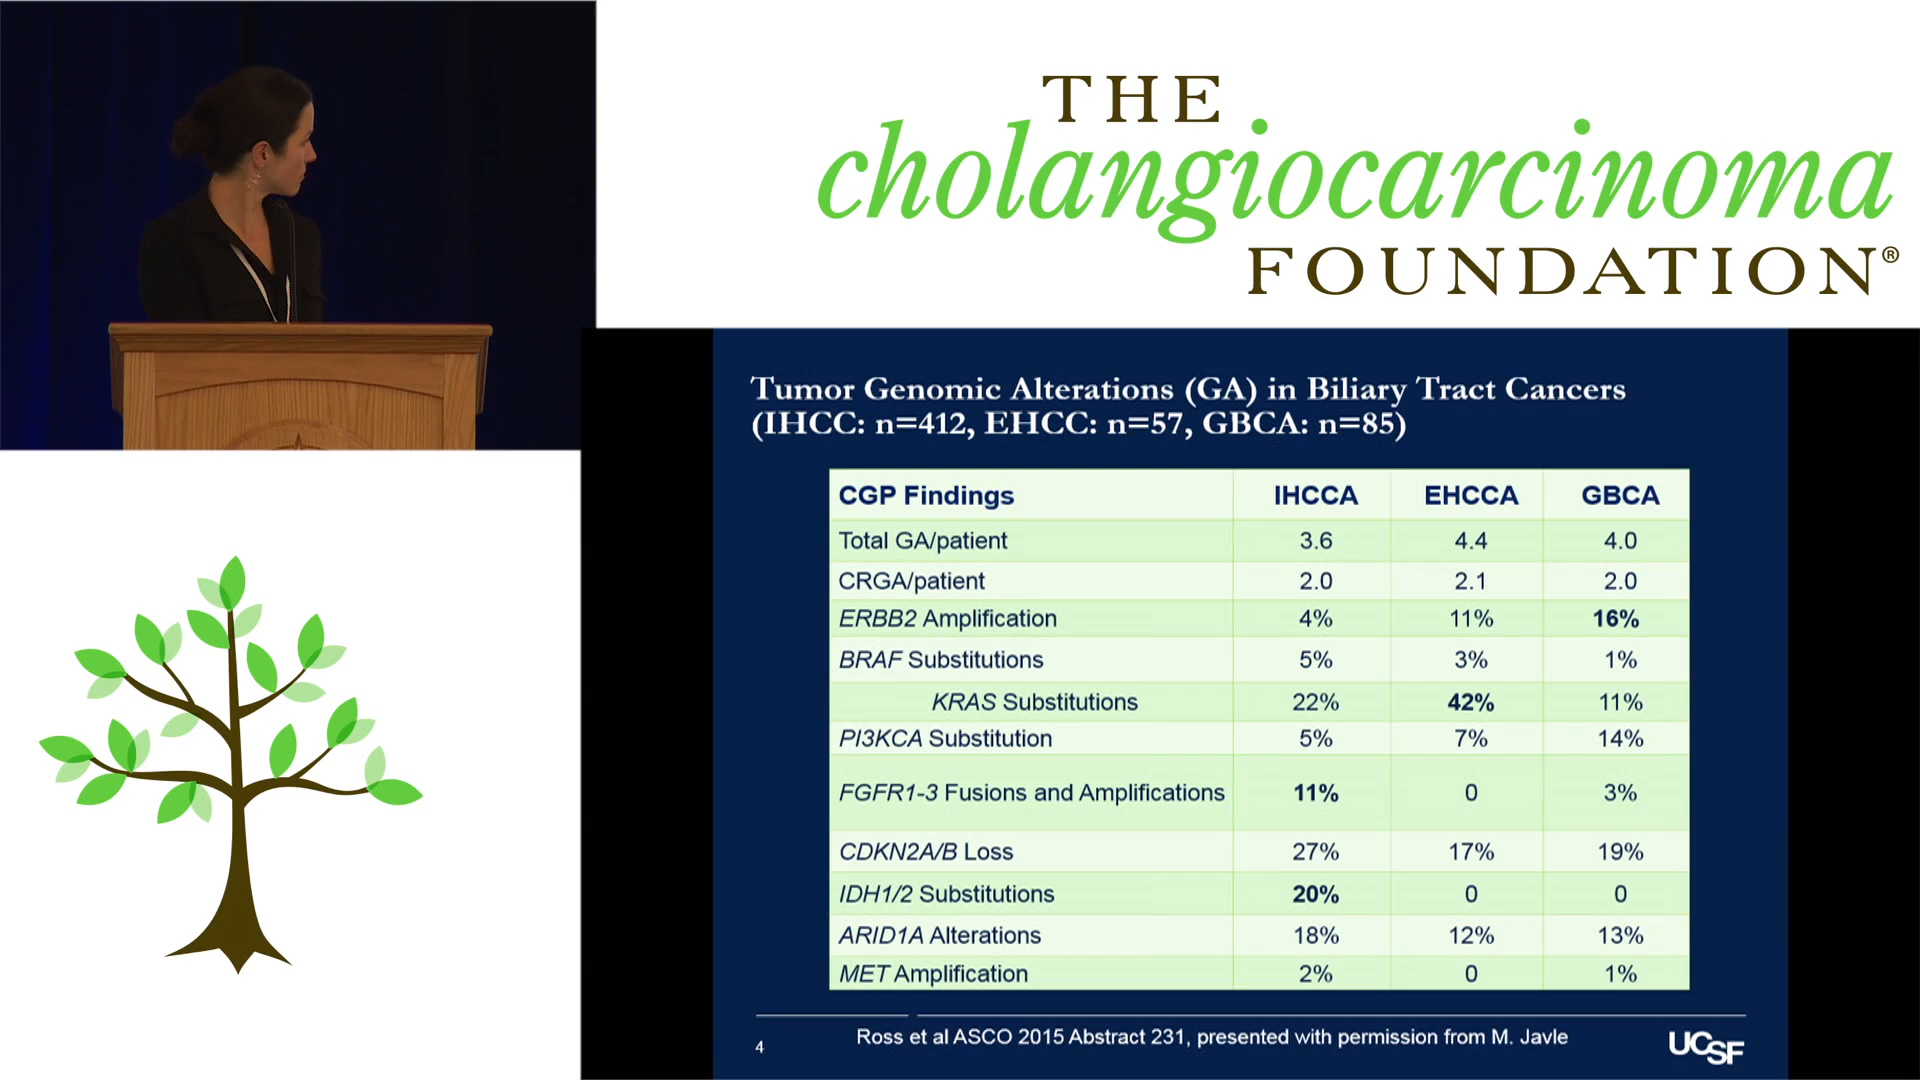 THE
cholangiocarcinoma
FOUNDATION®
Tumor Genomic Alterations (GA) in Biliary Tract Cancers
(IHCC: n=412, EHCC: n=57, GBCA: n=85)
CGP Findings IHCCA EHCCA GBCA
Total GA/patient 3.6 4.4 4.0
CRGA/patient 2.0 2.1 2.0
ERBB2 Amplification 4% 11% 16%
BRAF Substitutions 5% 3% 1%
KRAS Substitutions 22% 42% 11%
PI3KCA Substitution 5% 7% 14%
FGFR1-3 Fusions and Amplifications 11% 0 3%
CDKN2A/B Loss 27% 17% 19%
IDH1/2 Substitutions 20% 0 0
ARID1A Alterations 18% 12% 13%
MET Amplification 2% 0 1%
4 Ross et al ASCO 2015 Abstract 231, presented with permission from M. Javle UCSF